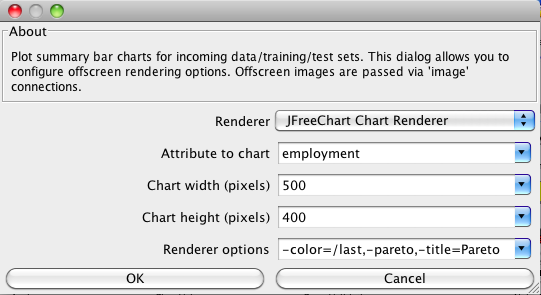 About
Plot summary bar charts for incoming data/training/test sets. This dialog allows you to
configure offscreen rendering options. Offscreen images are passed via 'image'
connections.
Renderer JFreeChart Chart Renderer
Attribute to chart employment
Chart width (pixels) 500
Chart height (pixels) 400
Renderer options -color=/last,-pareto,-title=Pareto
OK Cancel